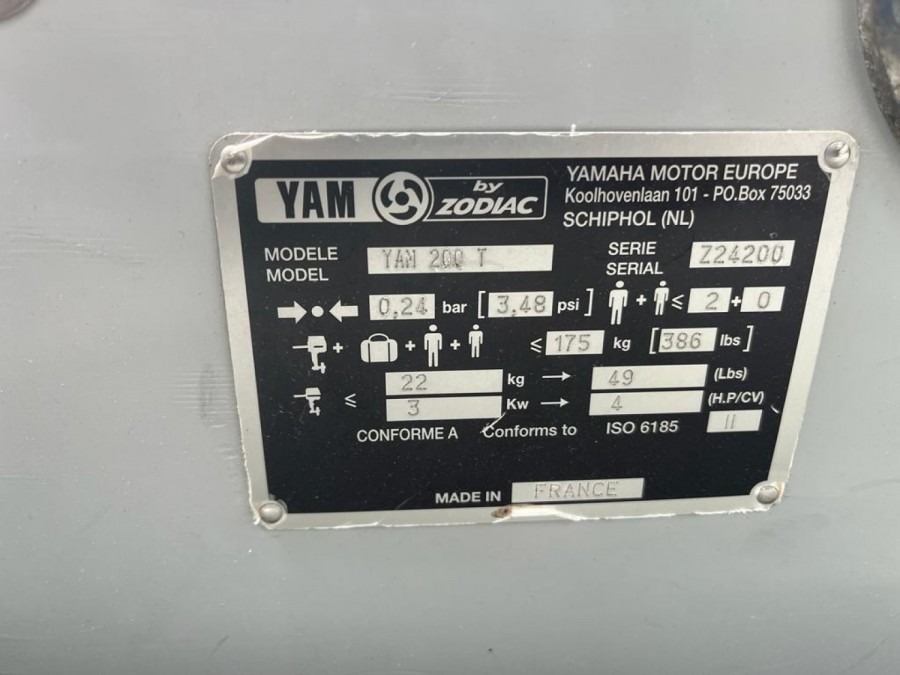 YAM by ZODIAC
YAMAHA MOTOR EUROPE
Koolhovenlaan 101 - PO.Box 75033
SCHIPHOL (NL)
MODELE
MODEL
YAM 200 T
SERIE
SERIAL
Z24200
0,24 bar [3,48 psi]
+ ≤ 2+0
+ + + ≤ 175 kg [386 lbs]
≤
22 kg → 49 (Lbs)
3 Kw → 4 (H.P/CV)
CONFORME A Conforms to ISO 6185 II
MADE IN FRANCE